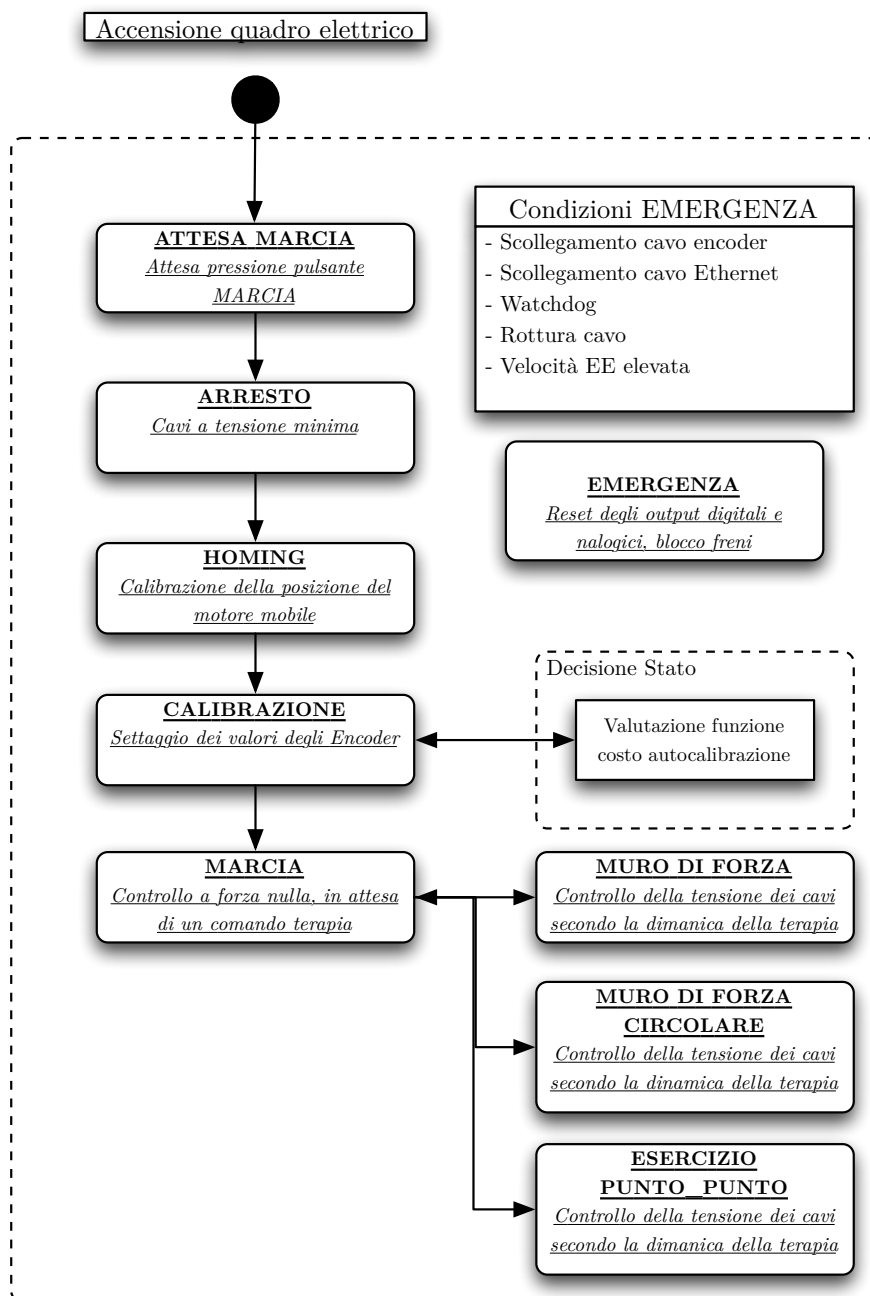 Accensione quadro elettrico
ATTESA MARCIA
Attesa pressione pulsante
MARCIA
Condizioni EMERGENZA
- Scollegamento cavo encoder
- Scollegamento cavo Ethernet
- Watchdog
- Rottura cavo
- Velocità EE elevata
ARRESTO
Cavi a tensione minima
EMERGENZA
Reset degli output digitali e
nalogici, blocco freni
HOMING
Calibrazione della posizione del
motore mobile
Decisione Stato
CALIBRAZIONE
Settaggio dei valori degli Encoder
Valutazione funzione
costo autocalibrazione
MARCIA
Controllo a forza nulla, in attesa
di un comando terapia
MURO DI FORZA
Controllo della tensione dei cavi
secondo la dimanica della terapia
MURO DI FORZA
CIRCOLARE
Controllo della tensione dei cavi
secondo la dinamica della terapia
ESERCIZIO
PUNTO_PUNTO
Controllo della tensione dei cavi
secondo la dimanica della terapia